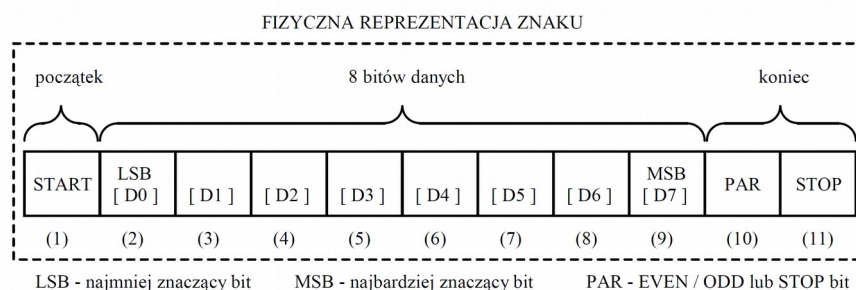 FIZYCZNA REPREZENTACJA ZNAKU
początek 8 bitów danych koniec
START LSB [ D0 ] [ D1 ] [ D2 ] [ D3 ] [ D4 ] [ D5 ] [ D6 ] MSB [ D7 ] PAR STOP
(1) (2) (3) (4) (5) (6) (7) (8) (9) (10) (11)
LSB - najmniej znaczący bit MSB - najbardziej znaczący bit PAR - EVEN / ODD lub STOP bit